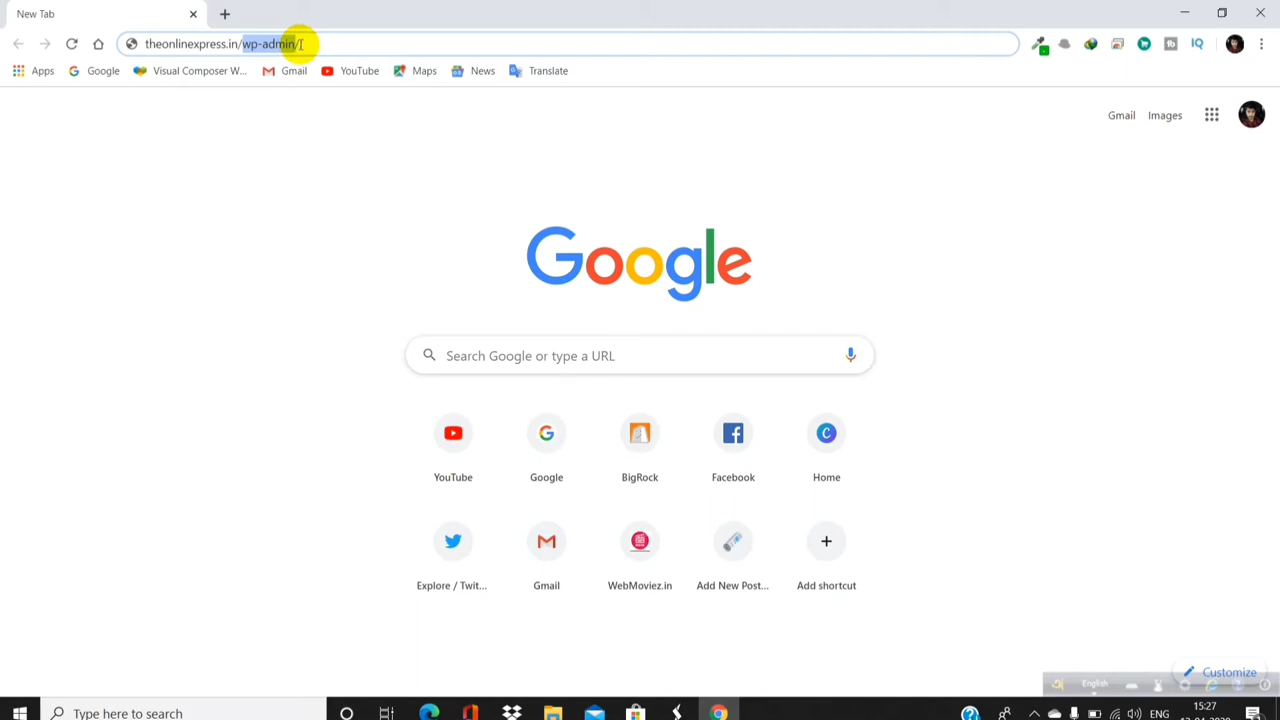 New Tab
theonlinexpress.in/wp-admin/
Apps Google Visual Composer W... Gmail YouTube Maps News Translate
Gmail Images
Google
Search Google or type a URL
YouTube Google BigRock Facebook Home
Explore / Twit... Gmail WebMoviez.in Add New Post... Add shortcut
Customize
English
Type here to search
ENG
15:27